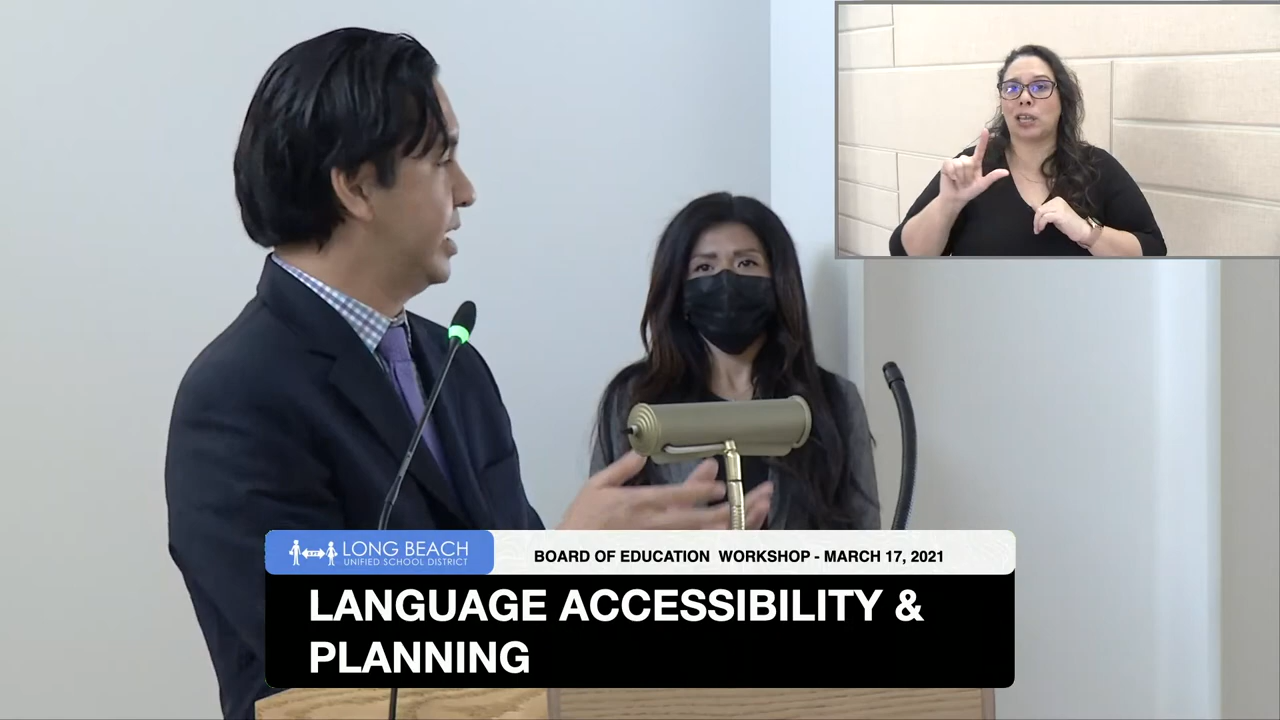 LONG BEACH
UNIFIED SCHOOL DISTRICT
BOARD OF EDUCATION WORKSHOP - MARCH 17, 2021
LANGUAGE ACCESSIBILITY &
PLANNING